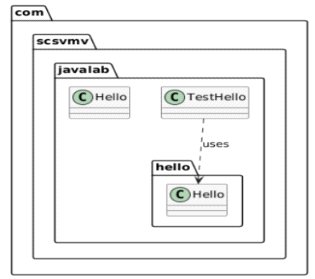 com
scsvmv
javalab
C Hello
C TestHello
uses
hello
C Hello